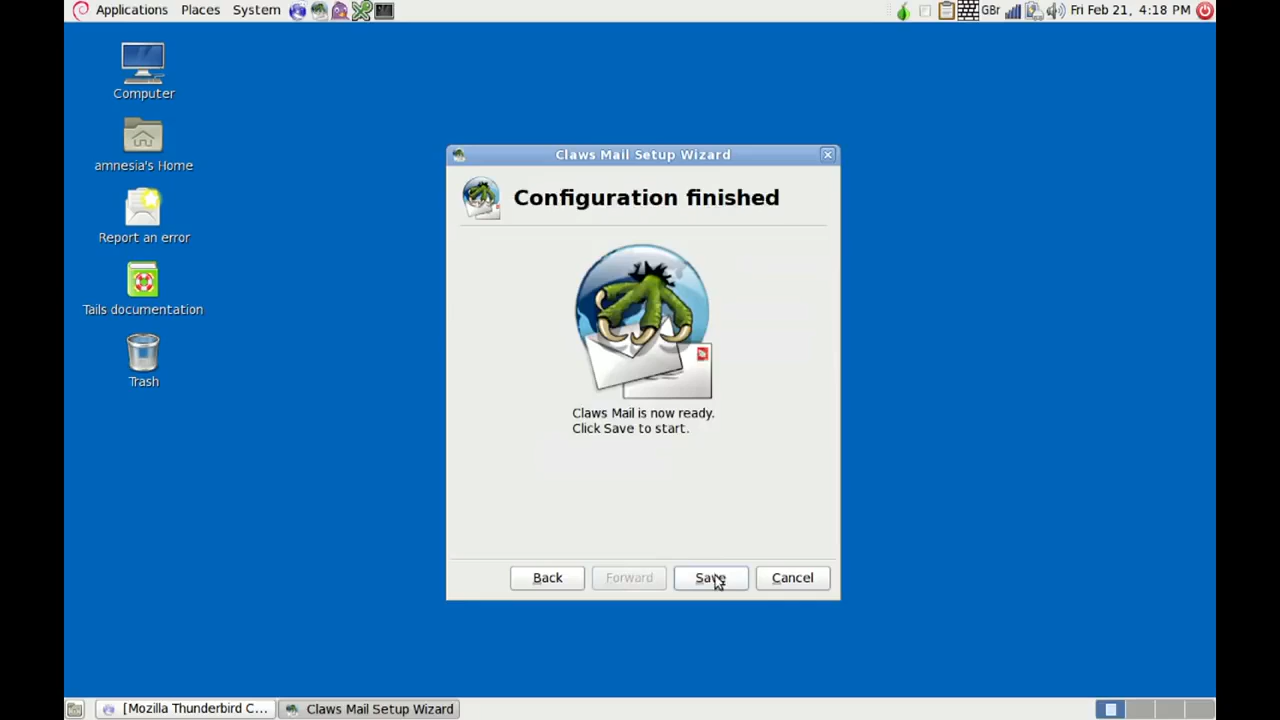 Applications Places System GBr Fri Feb 21, 4:18 PM
Computer
amnesia's Home
Report an error
Tails documentation
Trash
Claws Mail Setup Wizard
Configuration finished
Claws Mail is now ready.
Click Save to start.
Back Forward Save Cancel
[Mozilla Thunderbird C... Claws Mail Setup Wizard